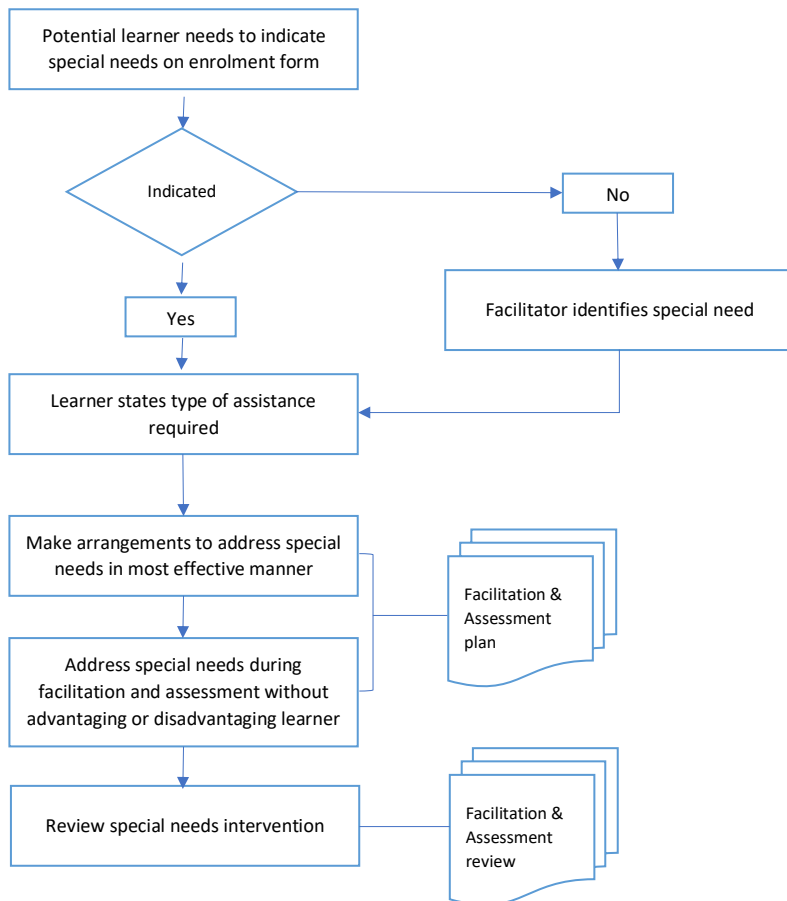 Potential learner needs to indicate
special needs on enrolment form
Indicated
No
Yes
Facilitator identifies special need
Learner states type of assistance
required
Make arrangements to address special
needs in most effective manner
Facilitation &
Assessment
plan
Address special needs during
facilitation and assessment without
advantaging or disadvantaging learner
Review special needs intervention
Facilitation &
Assessment
review